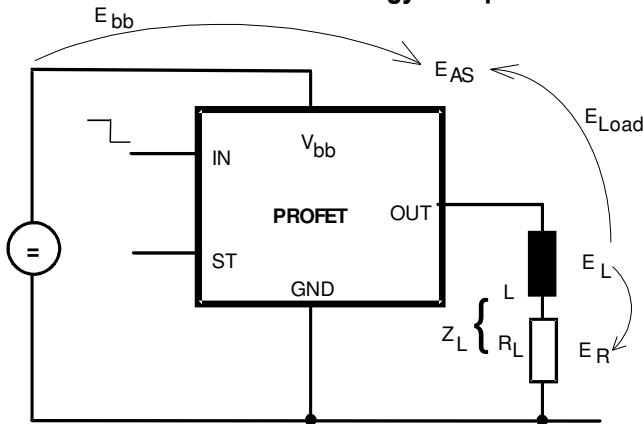 E bb
E AS
E Load
V bb
IN
PROFET
OUT
=
ST
GND
L
E L
Z L { R L
E R